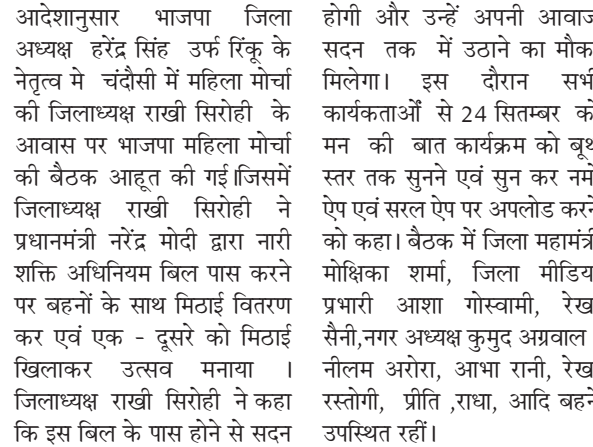 आदेशानुसार भाजपा जिला
अध्यक्ष हरेंद्र सिंह उर्फ रिंकू के
नेतृत्व मे चंदौसी में महिला मोर्चा
की जिलाध्यक्ष राखी सिरोही के
आवास पर भाजपा महिला मोर्चा
की बैठक आहूत की गई।जिसमें
जिलाध्यक्ष राखी सिरोही ने
प्रधानमंत्री नरेंद्र मोदी द्वारा नारी
शक्ति अधिनियम बिल पास करने
पर बहनों के साथ मिठाई वितरण
कर एवं एक - दूसरे को मिठाई
खिलाकर उत्सव मनाया ।
जिलाध्यक्ष राखी सिरोही ने कहा
कि इस बिल के पास होने से सदन
होगी और उन्हें अपनी आवाज
सदन तक में उठाने का
मिलेगा। इस दौरान
कार्यकताओं से 24 सितम्बर
मन की बात कार्यक्रम को
स्तर तक सुनने एवं सुन कर
ऐप एवं सरल ऐप पर अपलोड करने
को कहा। बैठक में जिला महामंत्री
मोक्षिका शर्मा, जिला
प्रभारी आशा गोस्वामी,
सैनी,नगर अध्यक्ष कुमुद अग्रवाल
नीलम अरोरा, आभा रानी,
रस्तोगी, प्रीति ,राधा, आदि
उपस्थित रहीं।